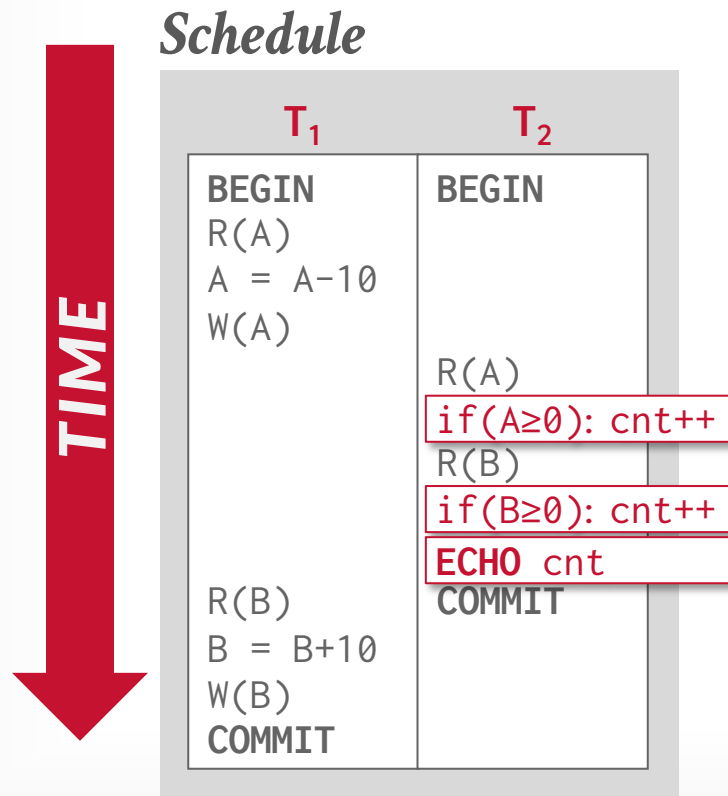 Schedule
TIME
T₁ T₂
BEGIN BEGIN
R(A)
A = A-10
W(A)
R(A)
if(A≥0): cnt++
R(B)
if(B≥0): cnt++
ECHO cnt
R(B) COMMIT
B = B+10
W(B)
COMMIT